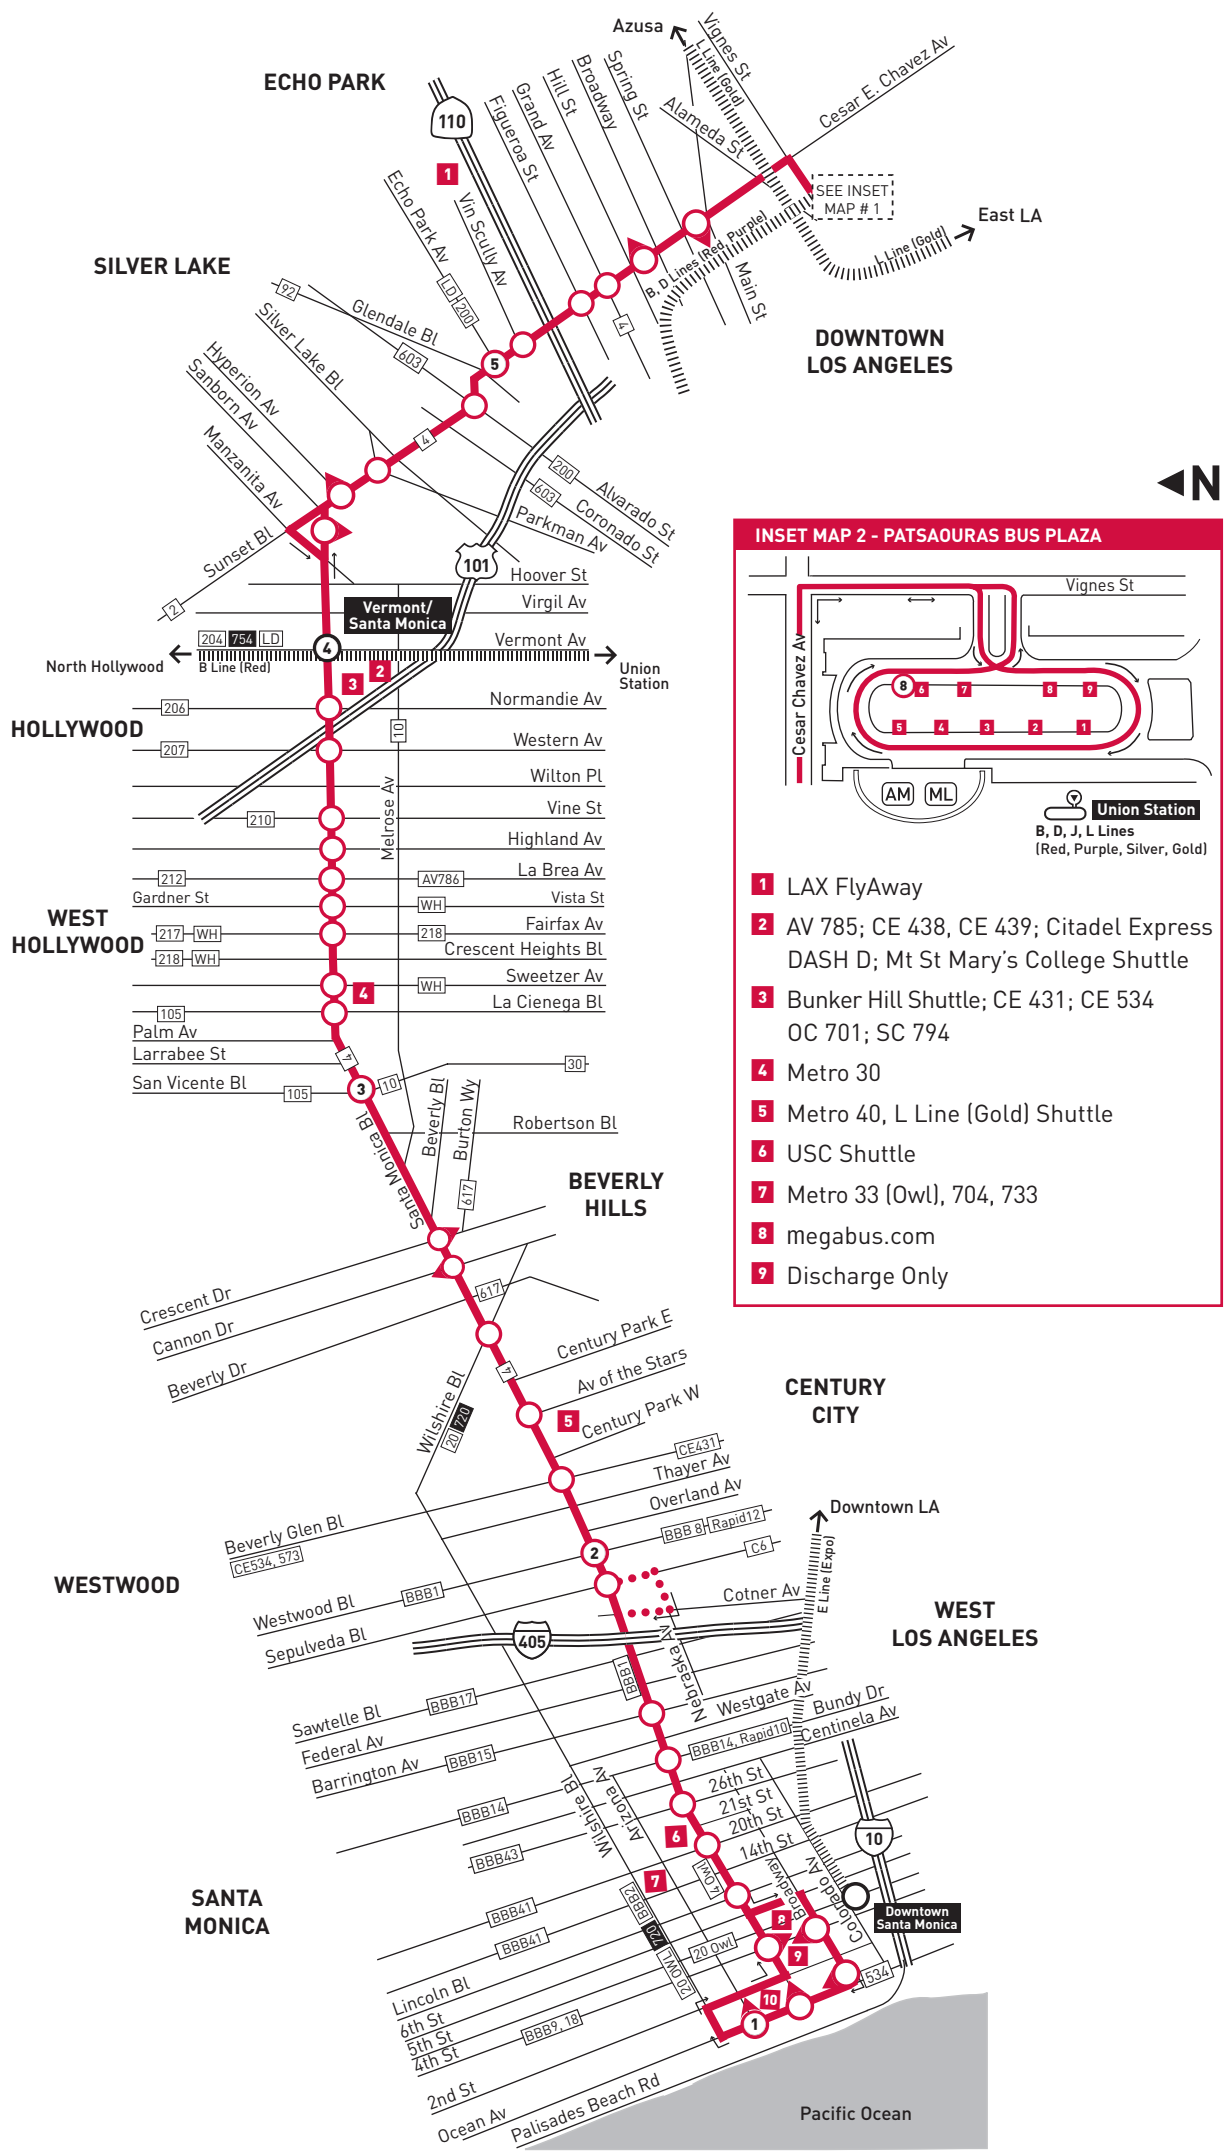 Azusa
Vignes St
L Line (Gold)
Cesar E. Chavez Av
ECHO PARK
110
Figueroa St
Grand Av
Hill St
Broadway
Spring St
Alameda St
1
SEE INSET
MAP # 1
East LA
L Line (Gold)
B, D Lines (Red, Purple)
Main St
Echo Park Av
Vin Scully Av
LD
200
SILVER LAKE
92
Glendale Bl
603
Silver Lake Bl
4
DOWNTOWN
LOS ANGELES
5
Hyperion Av
Sanborn Av
Manzanita Av
4
200
Alvarado St
603
Coronado St
Parkman Av
N
Sunset Bl
2
101
Hoover St
Virgil Av
Vermont/
Santa Monica
204
754
LD
4
Vermont Av
North Hollywood
B Line (Red)
Union
Station
2
3
HOLLYWOOD
206
Normandie Av
207
Western Av
10
Wilton Pl
Melrose Av
210
Vine St
Highland Av
212
AV786
La Brea Av
Gardner St
WH
Vista St
WEST
HOLLYWOOD
217
WH
218
Fairfax Av
218
WH
Crescent Heights Bl
4
WH
Sweetzer Av
105
La Cienega Bl
Palm Av
Larrabee St
4
30
San Vicente Bl
105
3
10
Santa Monica Bl
Beverly Bl
Burton Wy
617
Robertson Bl
BEVERLY
HILLS
Crescent Dr
Cannon Dr
Beverly Dr
617
Wilshire Bl
20
720
4
Century Park E
Av of the Stars
Century Park W
5
CENTURY
CITY
CE431
Thayer Av
Overland Av
Beverly Glen Bl
CE534, 573
BBB 8
Rapid12
C6
Downtown LA
E Line (Expo)
WESTWOOD
2
BBB1
Westwood Bl
Sepulveda Bl
Cotner Av
WEST
LOS ANGELES
405
BBB1
Nebraska Av
BBB17
Sawtelle Bl
Federal Av
Barrington Av
BBB15
Westgate Av
Bundy Dr
BBB14, Rapid10
Centinela Av
BBB14
BBB43
Wilshire Bl
Arizona Av
26th St
21st St
20th St
14th St
6
10
7
4 Owl
Broadway
Colorado Av
SANTA
MONICA
BBB41
BBB41
BBB2
720
20 OWL
20 Owl
8
9
Downtown
Santa Monica
534
10
1
Lincoln Bl
6th St
5th St
4th St
BBB9, 18
2nd St
Ocean Av
Palisades Beach Rd
Pacific Ocean
INSET MAP 2 - PATSAOURAS BUS PLAZA
Vignes St
Cesar Chavez Av
8
6
7
8
9
5
4
3
2
1
AM
ML
Union Station
B, D, J, L Lines
(Red, Purple, Silver, Gold)
1 LAX FlyAway
2 AV 785; CE 438, CE 439; Citadel Express
DASH D; Mt St Mary's College Shuttle
3 Bunker Hill Shuttle; CE 431; CE 534
OC 701; SC 794
4 Metro 30
5 Metro 40, L Line (Gold) Shuttle
6 USC Shuttle
7 Metro 33 (Owl), 704, 733
8 megabus.com
9 Discharge Only